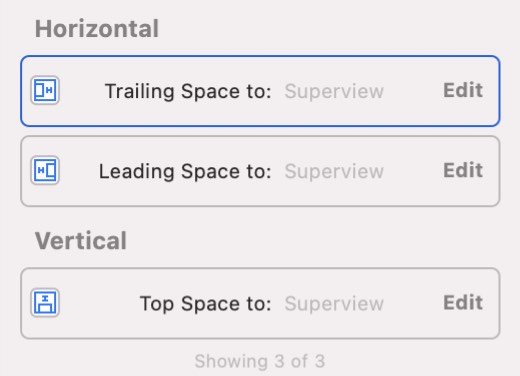 Horizontal
Trailing Space to: Superview Edit
Leading Space to: Superview Edit
Vertical
Top Space to: Superview Edit
Showing 3 of 3